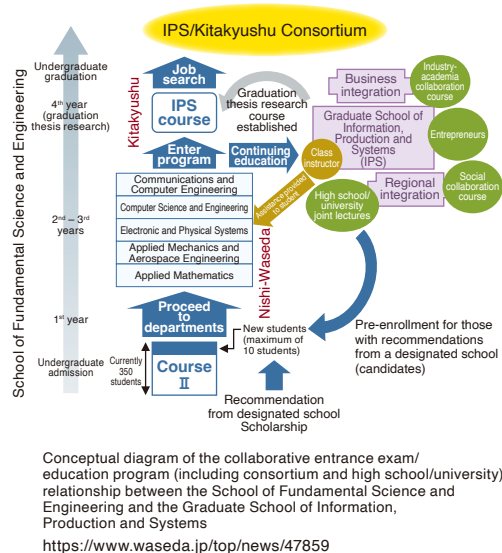 IPS/Kitakyushu Consortium
School of Fundamental Science and Engineering
Undergraduate
graduation
4th year
(graduation
thesis research)
2nd – 3rd
years
1st year
Undergraduate
admission
Kitakyushu
Job
search
IPS
course
Graduation
thesis research
course
established
Enter
program
Continuing
education
Business
integration
Industry-
academia
collaboration
course
Graduate School of
Information,
Production and
Systems
(IPS)
Entrepreneurs
Class
instructor
Regional
integration
Social
collaboration
course
High school/
university
joint lectures
Assistance provided
to student
Communications and
Computer Engineering
Computer Science and Engineering
Electronic and Physical Systems
Applied Mechanics and
Aerospace Engineering
Applied Mathematics
Nishi-Waseda
Proceed
to
departments
Currently
350
students
Course
II
New students
(maximum of
10 students)
Recommendation
from designated school
Scholarship
Pre-enrollment for those
with recommendations
from a designated school
(candidates)
Conceptual diagram of the collaborative entrance exam/
education program (including consortium and high school/university)
relationship between the School of Fundamental Science and
Engineering and the Graduate School of Information,
Production and Systems
https://www.waseda.jp/top/news/47859